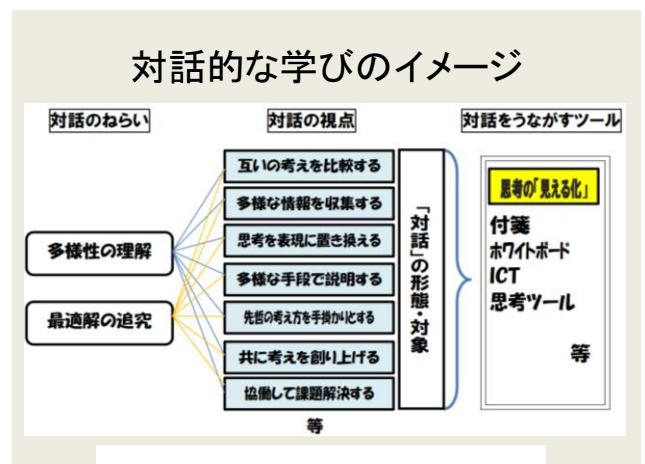 対話的な学びのイメージ
対話のねらい
対話の視点
対話をうながすツール
多様性の理解
最適解の追究
互いの考えを比較する
多様な情報を収集する
思考を表現に置き換える
多様な手段で説明する
先哲の考え方を手掛かりとする
共に考えを創り上げる
協働して課題解決する
等
「対話」の形態・対象
思考の「見える化」
付箋
ホワイトボード
ICT
思考ツール
等